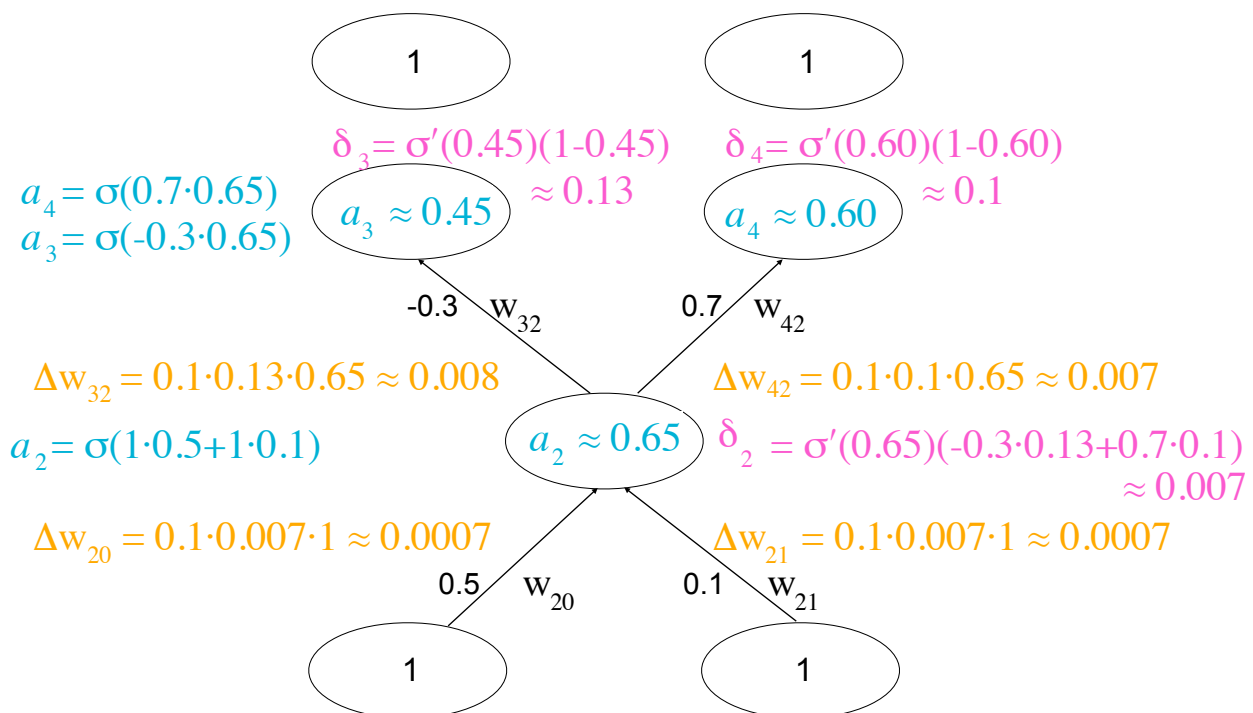 1 1
δ₃= σ′(0.45)(1-0.45) δ₄= σ′(0.60)(1-0.60)
a₄ = σ(0.7·0.65) ≈ 0.13 ≈ 0.1
a₃ ≈ 0.45 a₄ ≈ 0.60
a₃ = σ(-0.3·0.65)
-0.3 w₃₂ 0.7 w₄₂
Δw₃₂ = 0.1·0.13·0.65 ≈ 0.008 Δw₄₂ = 0.1·0.1·0.65 ≈ 0.007
a₂ = σ(1·0.5+1·0.1) a₂ ≈ 0.65 δ₂ = σ′(0.65)(-0.3·0.13+0.7·0.1)
≈ 0.007
Δw₂₀ = 0.1·0.007·1 ≈ 0.0007 Δw₂₁ = 0.1·0.007·1 ≈ 0.0007
0.5 w₂₀ 0.1 w₂₁
1 1